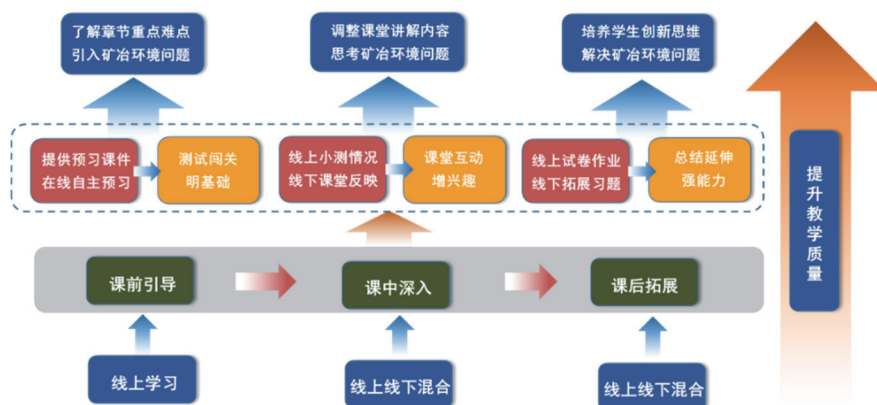 了解章节重点难点
引入矿冶环境问题
调整课堂讲解内容
思考矿冶环境问题
培养学生创新思维
解决矿冶环境问题
提供预习课件
在线自主预习
测试闯关
明基础
线上小测情况
线下课堂反映
课堂互动
增兴趣
线上试卷作业
线下拓展习题
总结延伸
强能力
提升教学质量
课前引导
课中深入
课后拓展
线上学习
线上线下混合
线上线下混合